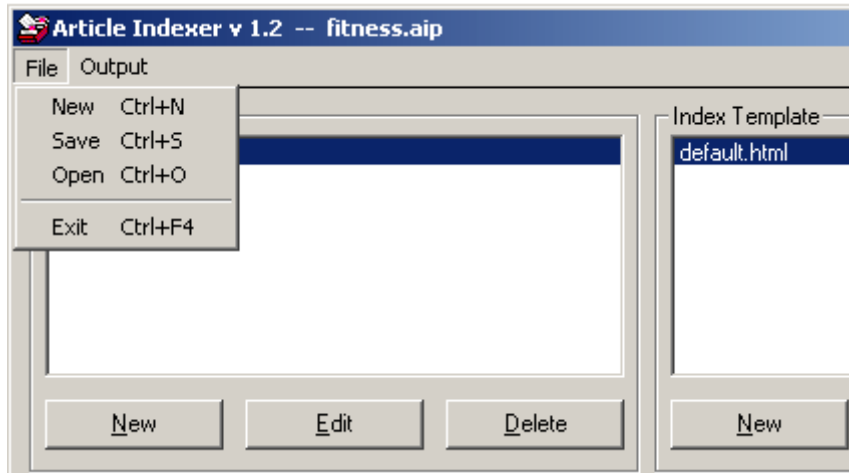 Article Indexer v 1.2 -- fitness.aip
File Output
New Ctrl+N
Save Ctrl+S
Open Ctrl+O
Exit Ctrl+F4
Index Template
default.html
New Edit Delete New